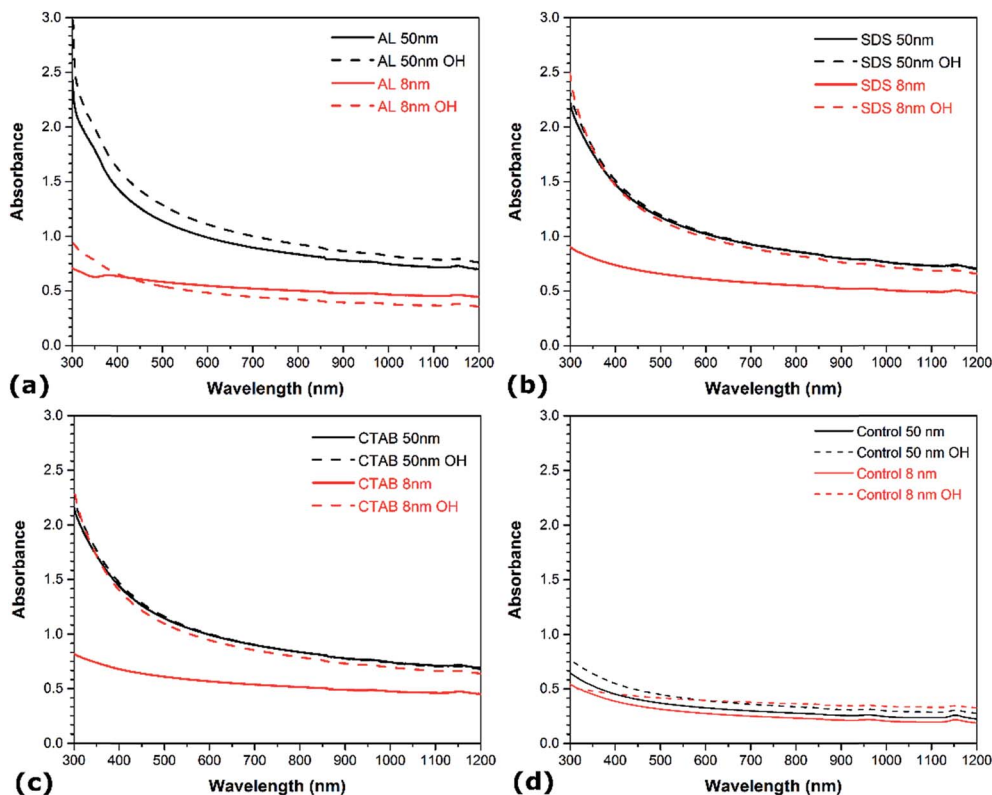 3.0
2.5
2.0
1.5
1.0
0.5
0.0
Absorbance
AL 50nm
AL 50nm OH
AL 8nm
AL 8nm OH
300 400 500 600 700 800 900 1000 1100 1200
Wavelength (nm)
(a)
3.0
2.5
2.0
1.5
1.0
0.5
0.0
Absorbance
SDS 50nm
SDS 50nm OH
SDS 8nm
SDS 8nm OH
300 400 500 600 700 800 900 1000 1100 1200
Wavelength (nm)
(b)
3.0
2.5
2.0
1.5
1.0
0.5
0.0
Absorbance
CTAB 50nm
CTAB 50nm OH
CTAB 8nm
CTAB 8nm OH
300 400 500 600 700 800 900 1000 1100 1200
Wavelength (nm)
(c)
3.0
2.5
2.0
1.5
1.0
0.5
0.0
Absorbance
Control 50 nm
Control 50 nm OH
Control 8 nm
Control 8 nm OH
300 400 500 600 700 800 900 1000 1100 1200
Wavelength (nm)
(d)